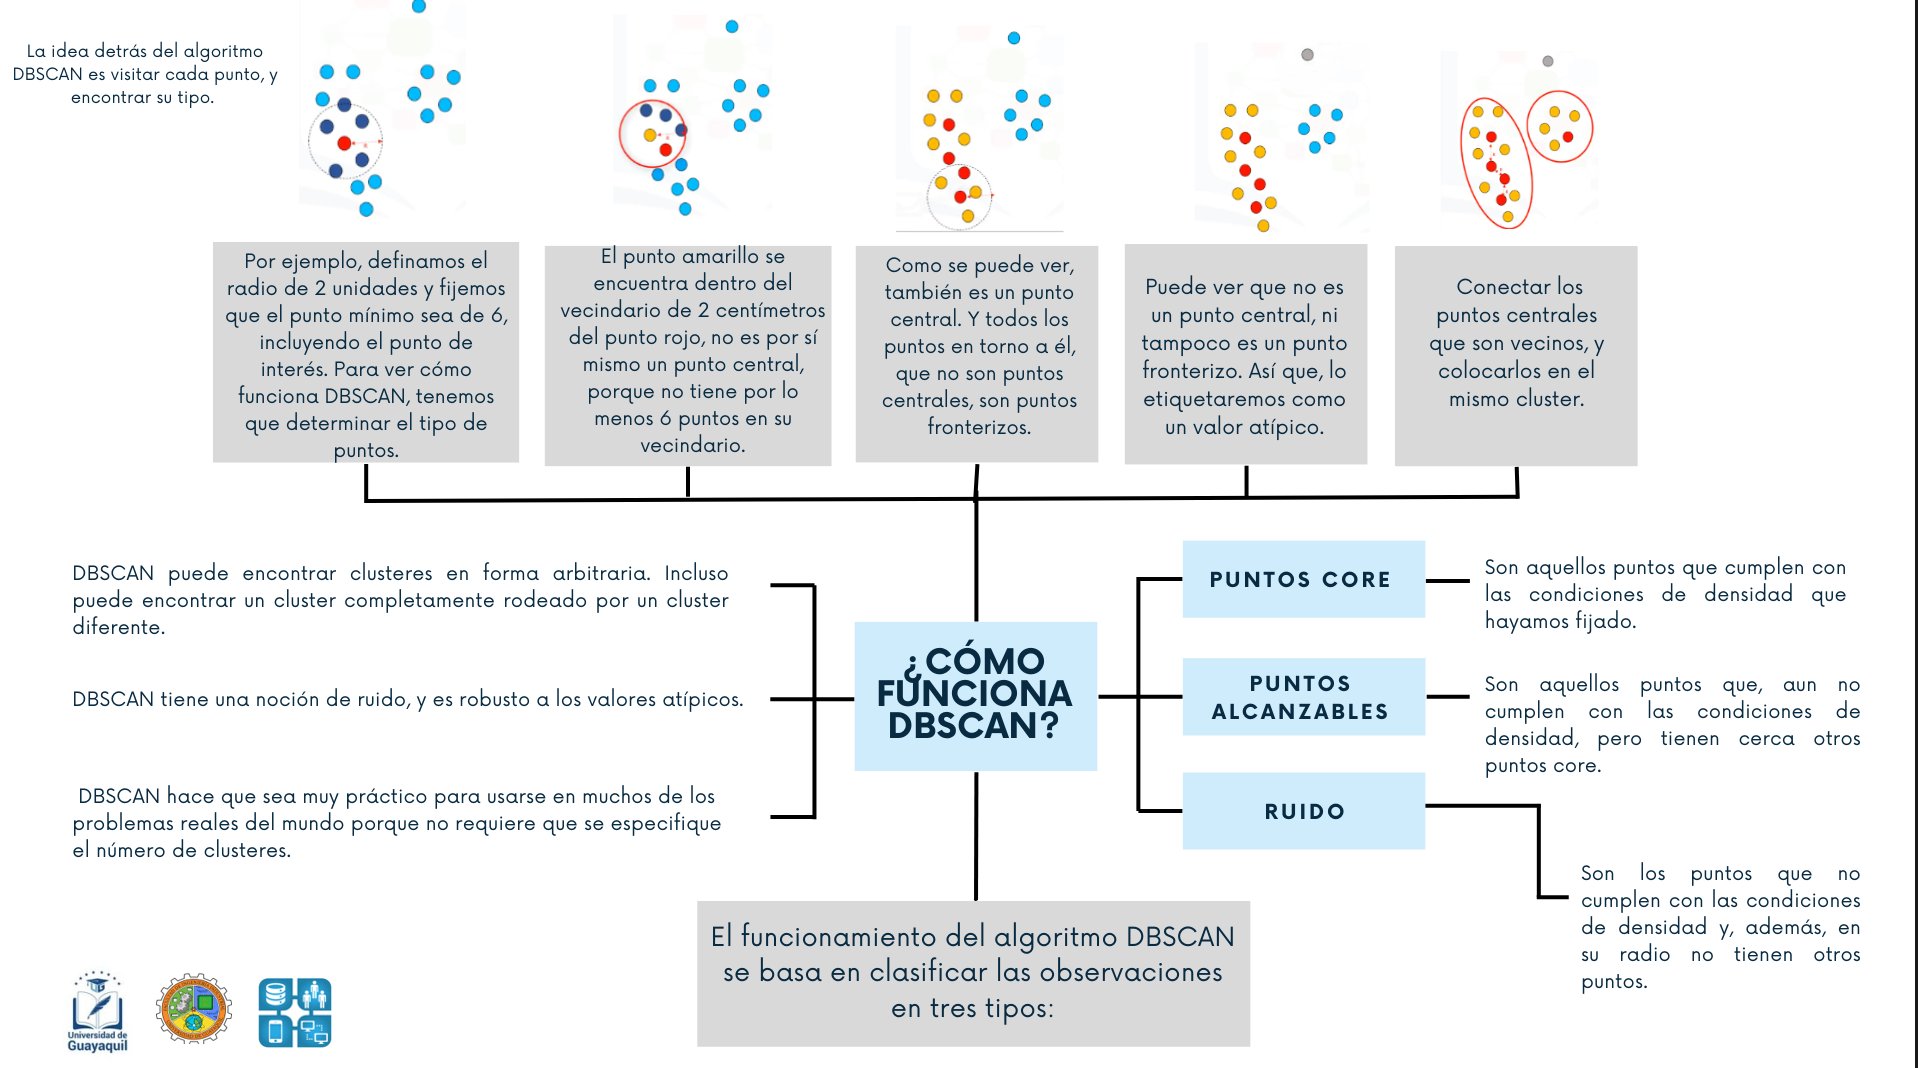 La idea detrás del algoritmo
DBSCAN es visitar cada punto, y
encontrar su tipo.
Por ejemplo, definamos el
radio de 2 unidades y fijemos
que el punto mínimo sea de 6,
incluyendo el punto de
interés. Para ver cómo
funciona DBSCAN, tenemos
que determinar el tipo de
puntos.
El punto amarillo se
encuentra dentro del
vecindario de 2 centímetros
del punto rojo, no es por sí
mismo un punto central,
porque no tiene por lo
menos 6 puntos en su
vecindario.
Como se puede ver,
también es un punto
central. Y todos los
puntos en torno a él,
que no son puntos
centrales, son puntos
fronterizos.
Puede ver que no es
un punto central, ni
tampoco es un punto
fronterizo. Así que, lo
etiquetaremos como
un valor atípico.
Conectar los
puntos centrales
que son vecinos, y
colocarlos en el
mismo cluster.
DBSCAN puede encontrar clusteres en forma arbitraria. Incluso
puede encontrar un cluster completamente rodeado por un cluster
diferente.
DBSCAN tiene una noción de ruido, y es robusto a los valores atípicos.
DBSCAN hace que sea muy práctico para usarse en muchos de los
problemas reales del mundo porque no requiere que se especifique
el número de clusteres.
¿CÓMO
FUNCIONA
DBSCAN?
PUNTOS CORE
Son aquellos puntos que cumplen con
las condiciones de densidad que
hayamos fijado.
PUNTOS
ALCANZABLES
Son aquellos puntos que, aun no
cumplen con las condiciones de
densidad, pero tienen cerca otros
puntos core.
RUIDO
Son los puntos que no
cumplen con las condiciones
de densidad y, además, en
su radio no tienen otros
puntos.
El funcionamiento del algoritmo DBSCAN
se basa en clasificar las observaciones
en tres tipos:
Universidad de
Guayaquil